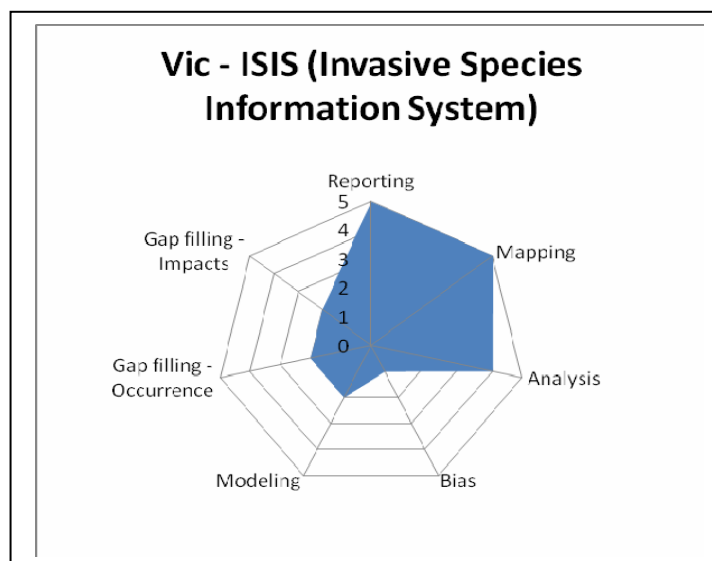 Vic - ISIS (Invasive Species
Information System)
Reporting
5
4
3
2
1
0
Mapping
Analysis
Bias
Modeling
Gap filling -
Occurrence
Gap filling -
Impacts